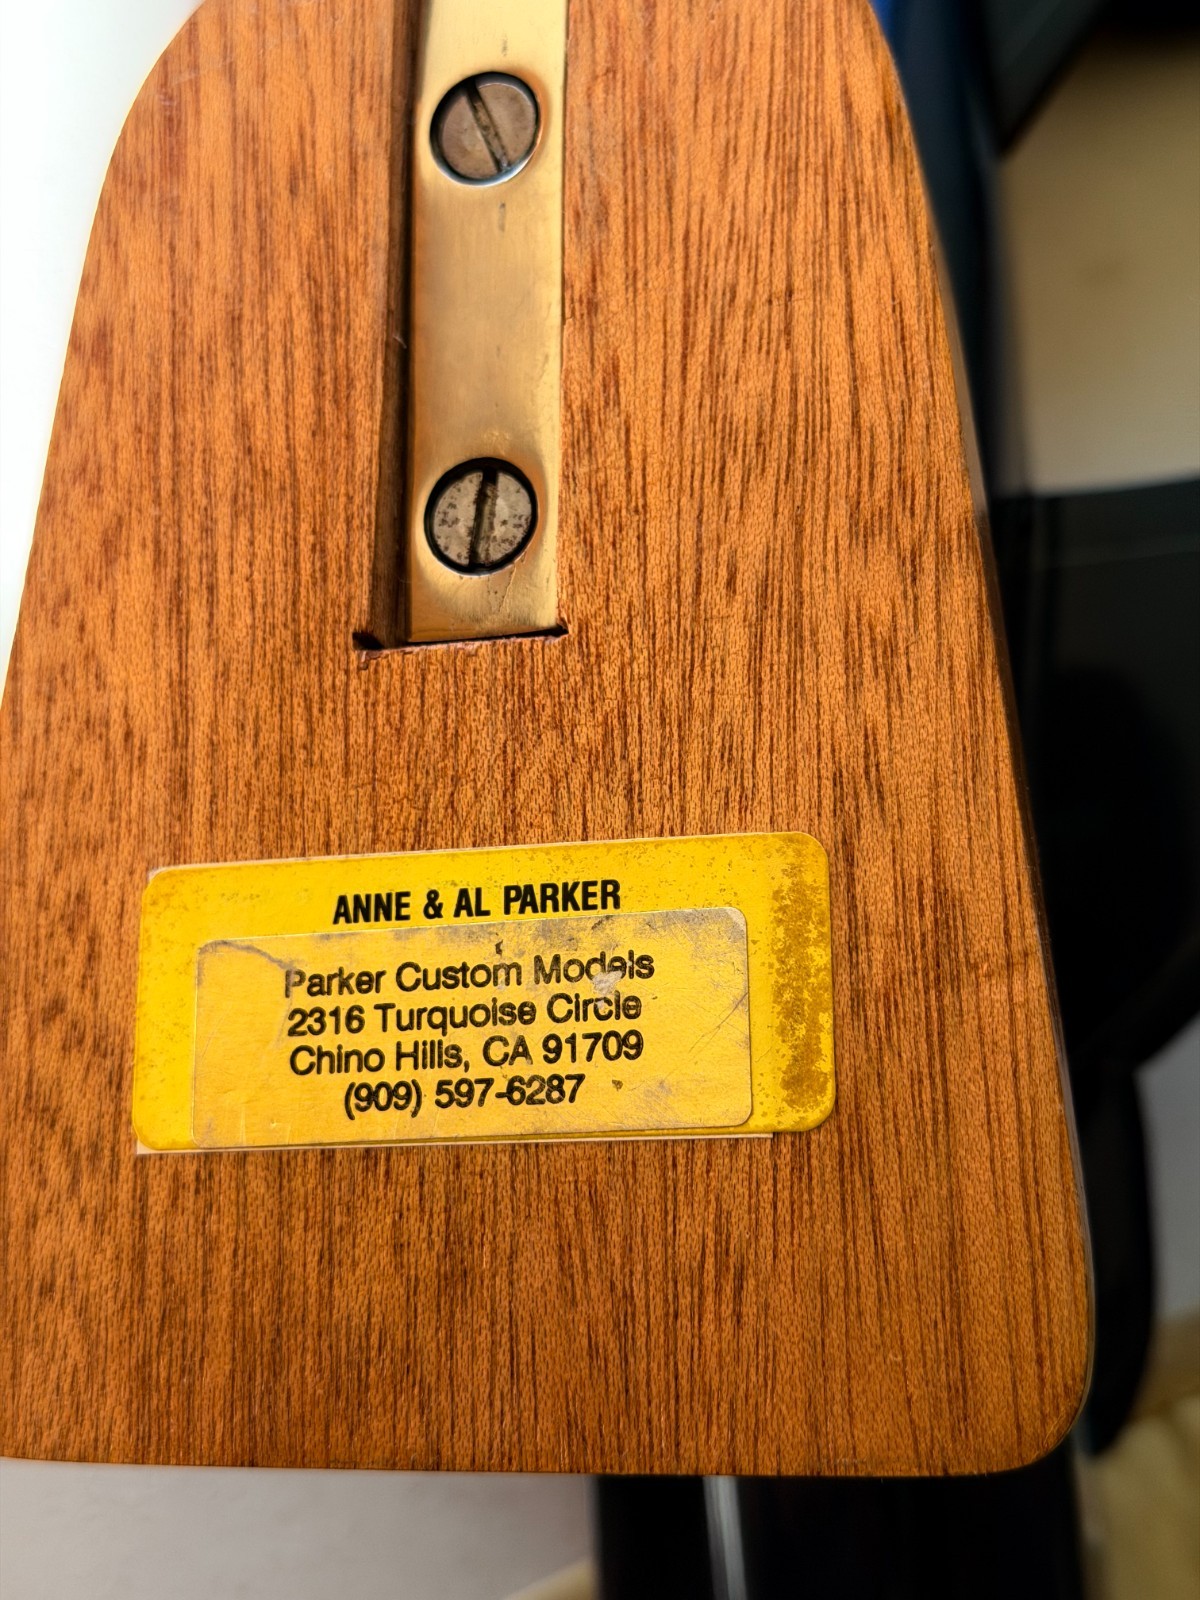 ANNE & AL PARKER
Parker Custom Models
2316 Turquoise Circle
Chino Hills, CA 91709
(909) 597-6287